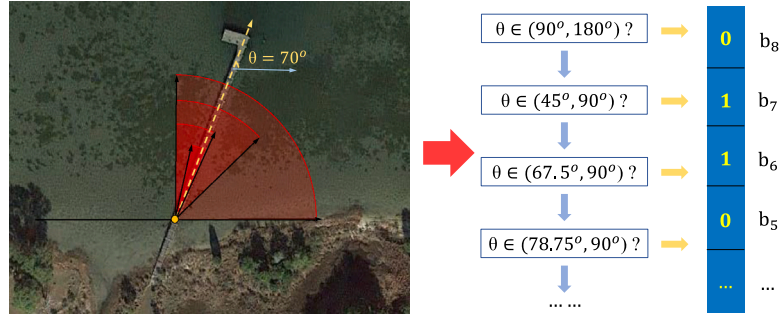 θ = 70°
θ ∈ (90°, 180°) ?
0
b₈
θ ∈ (45°, 90°) ?
1
b₇
θ ∈ (67.5°, 90°) ?
1
b₆
θ ∈ (78.75°, 90°) ?
0
b₅
... ...
...
...